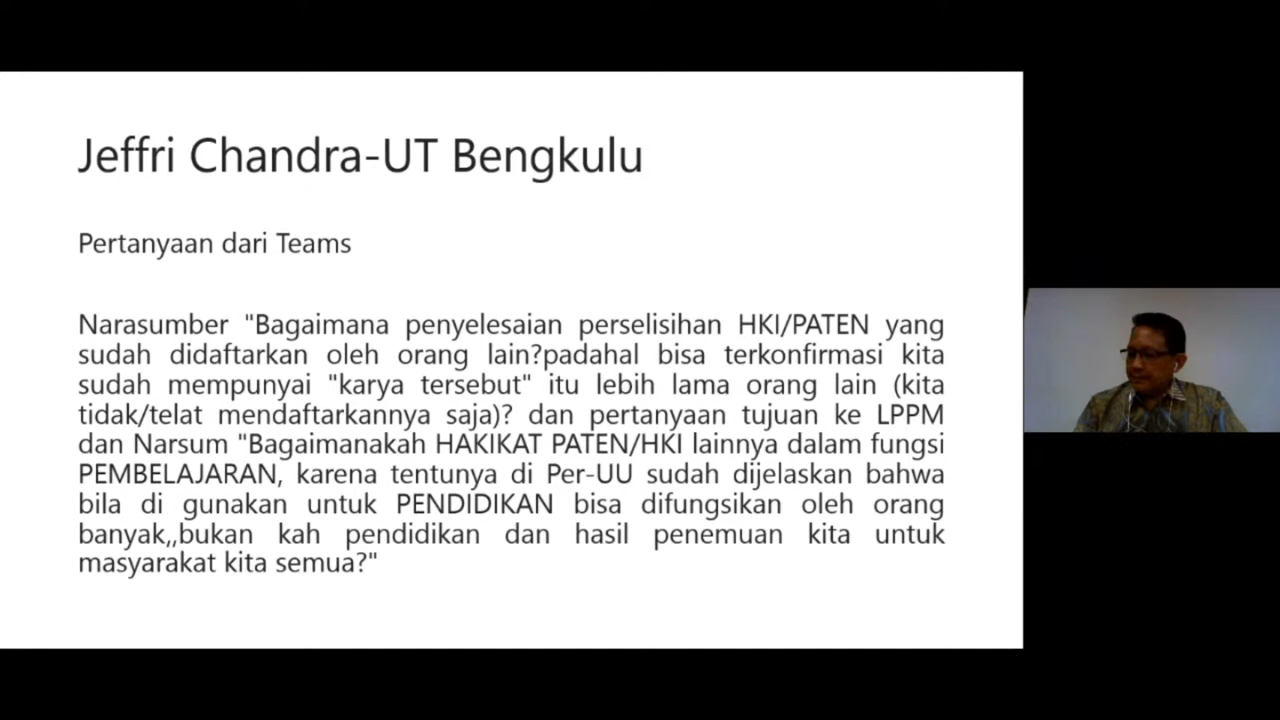 Jeffri Chandra-UT Bengkulu
Pertanyaan dari Teams
Narasumber "Bagaimana penyelesaian perselisihan HKI/PATEN yang
sudah didaftarkan oleh orang lain?padahal bisa terkonfirmasi kita
sudah mempunyai "karya tersebut" itu lebih lama orang lain (kita
tidak/telat mendaftarkannya saja)? dan pertanyaan tujuan ke LPPM
dan Narsum "Bagaimanakah HAKIKAT PATEN/HKI lainnya dalam fungsi
PEMBELAJARAN, karena tentunya di Per-UU sudah dijelaskan bahwa
bila di gunakan untuk PENDIDIKAN bisa difungsikan oleh orang
banyak,,bukan kah pendidikan dan hasil penemuan kita untuk
masyarakat kita semua?"